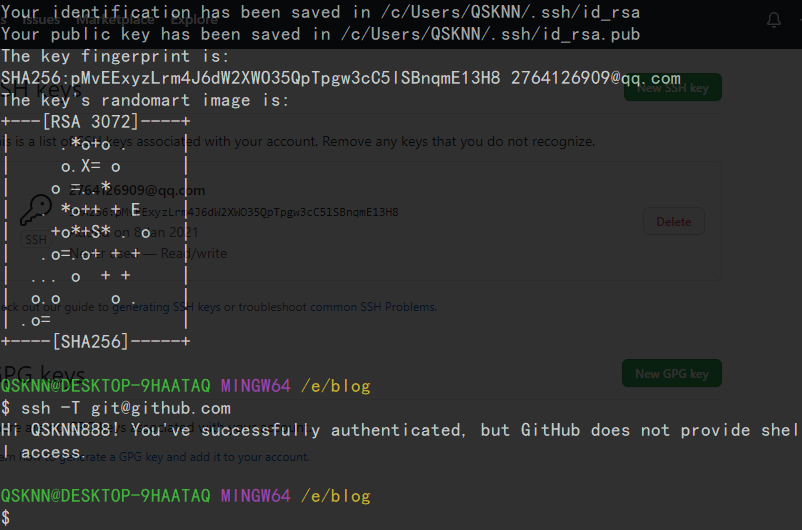 Issues Marketplace Explore
Your identification has been saved in /c/Users/QSKNN/.ssh/id_rsa
Your public key has been saved in /c/Users/QSKNN/.ssh/id_rsa.pub
The key fingerprint is:
SHA256:pMvEExyzLrm4J6dW2XWO35QpTpgw3cC5lSBnqmE13H8 2764126909@qq.com
SSH keys
New SSH key
The key's randomart image is:
+---[RSA 3072]----+
|     .*o+o .     |
This is a list of SSH keys associated with your account. Remove any keys that you do not recognize.
|     o.X= o      |
|    o =..*       |
2764126909@qq.com
|   . *o++ + E    |
SHA256:pMvEExyzLrm4J6dW2XWO35QpTpgw3cC5lSBnqmE13H8
Delete
|    +o*+S* . o   |
Added on 8 Jan 2021
SSH
|   .o=.o+ + +    |
Never used — Read/write
|  ... o  + +     |
|  o.o     o .    |
Check out our guide to generating SSH keys or troubleshoot common SSH Problems.
| .o=             |
+----[SHA256]-----+
GPG keys
New GPG key
QSKNN@DESKTOP-9HAATAQ MINGW64 /e/blog
$ ssh -T git@github.com
Hi QSKNN888! You've successfully authenticated, but GitHub does not provide shel
l access.
Learn how to generate a GPG key and add it to your account.
QSKNN@DESKTOP-9HAATAQ MINGW64 /e/blog
$